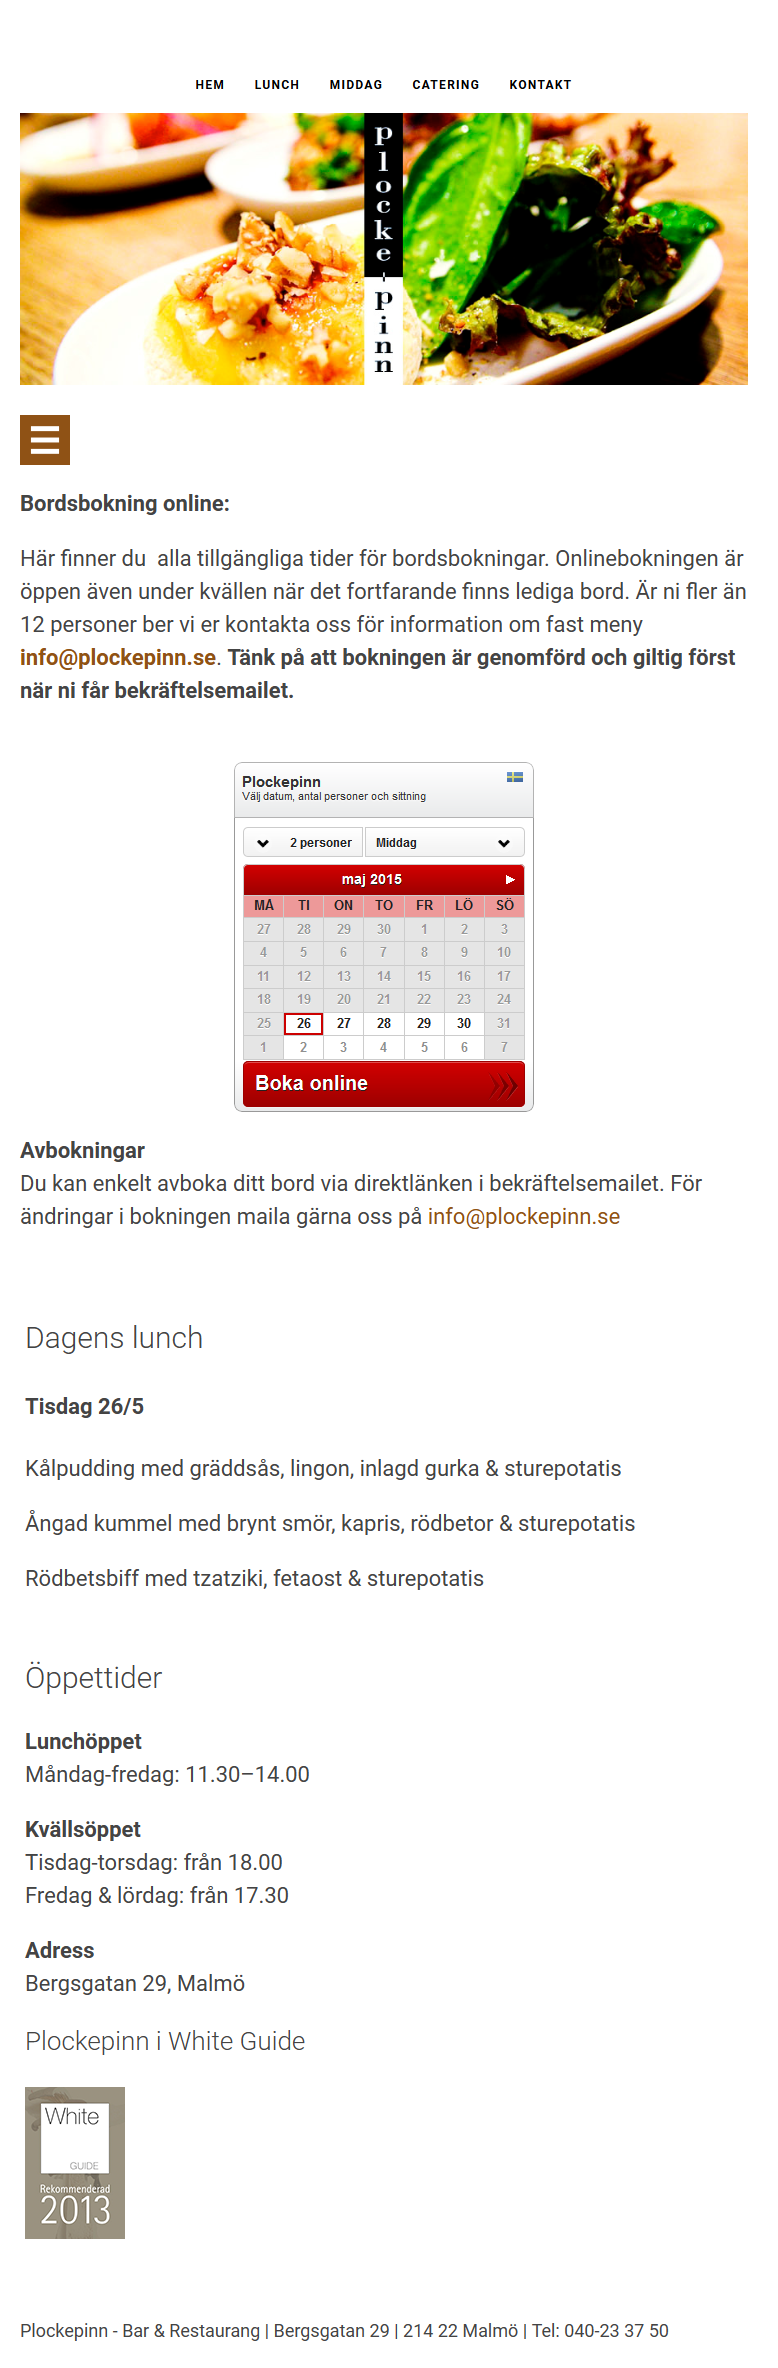 HEM LUNCH MIDDAG CATERING KONTAKT
plocke-pinn
Bordsbokning online:
Här finner du  alla tillgängliga tider för bordsbokningar. Onlinebokningen är
öppen även under kvällen när det fortfarande finns lediga bord. Är ni fler än
12 personer ber vi er kontakta oss för information om fast meny
info@plockepinn.se. Tänk på att bokningen är genomförd och giltig först
när ni får bekräftelsemailet.
Plockepinn
Välj datum, antal personer och sittning
2 personer Middag
maj 2015
MÅ TI ON TO FR LÖ SÖ
27 28 29 30 1 2 3
4 5 6 7 8 9 10
11 12 13 14 15 16 17
18 19 20 21 22 23 24
25 26 27 28 29 30 31
1 2 3 4 5 6 7
Boka online
Avbokningar
Du kan enkelt avboka ditt bord via direktlänken i bekräftelsemailet. För
ändringar i bokningen maila gärna oss på info@plockepinn.se
Dagens lunch
Tisdag 26/5
Kålpudding med gräddsås, lingon, inlagd gurka & sturepotatis
Ångad kummel med brynt smör, kapris, rödbetor & sturepotatis
Rödbetsbiff med tzatziki, fetaost & sturepotatis
Öppettider
Lunchöppet
Måndag-fredag: 11.30–14.00
Kvällsöppet
Tisdag-torsdag: från 18.00
Fredag & lördag: från 17.30
Adress
Bergsgatan 29, Malmö
Plockepinn i White Guide
White
GUIDE
Rekommenderad
2013
Plockepinn - Bar & Restaurang | Bergsgatan 29 | 214 22 Malmö | Tel: 040-23 37 50